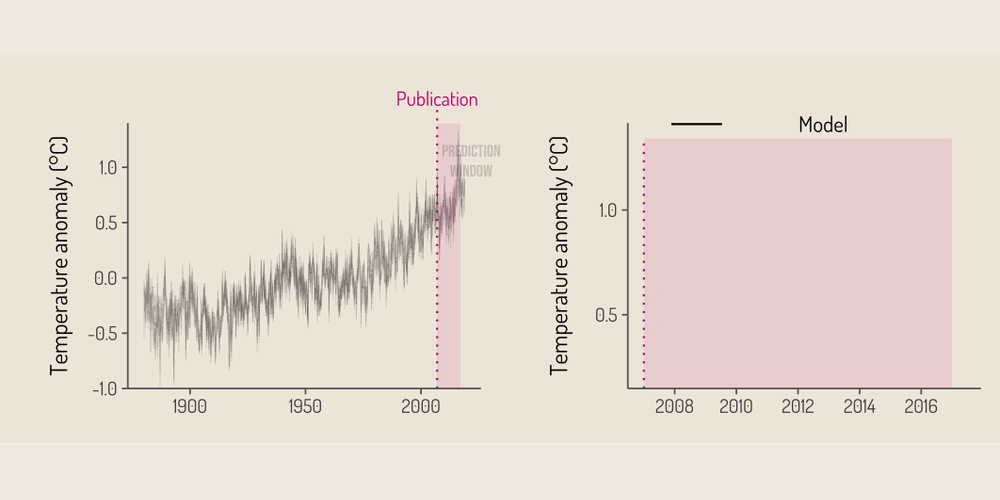 Publication
PREDICTION
WINDOW
Temperature anomaly (°C)
1.0
0.5
0.0
-0.5
-1.0
1900 1950 2000
Model
Temperature anomaly (°C)
1.0
0.5
2008 2010 2012 2014 2016